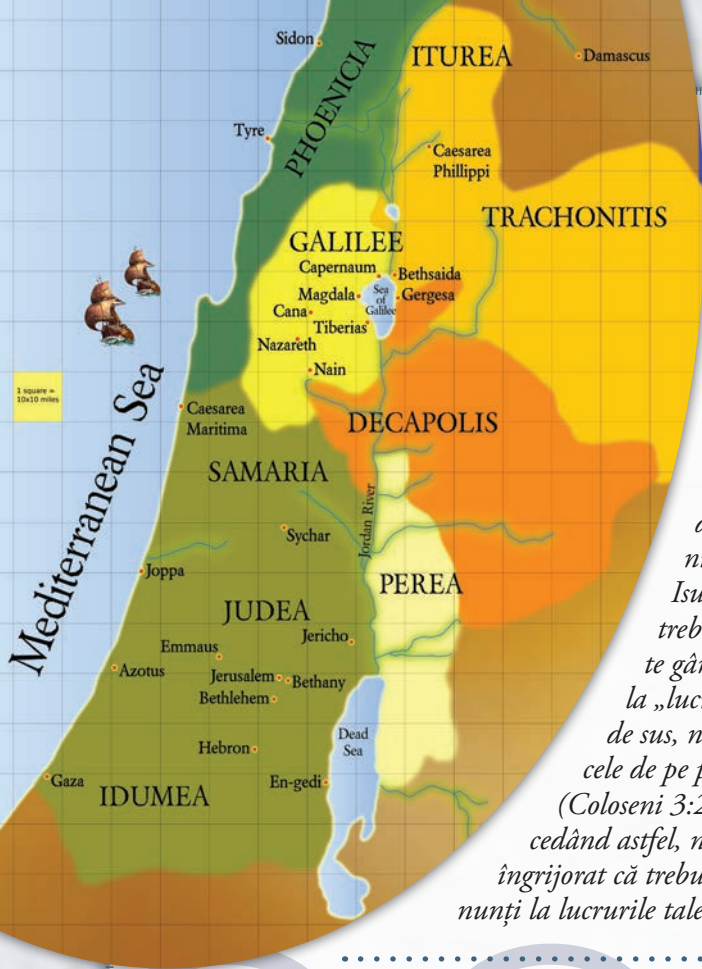 Sidon
PHOENICIA
ITUREA
Damascus
Tyre
Caesarea
Phillippi
TRACHONITIS
GALILEE
Capernaum
Bethsaida
Magdala
Sea
of
Galilee
Gergesa
Cana
Tiberias
Nazareth
Nain
1 square =
10x10 miles
Mediterranean Sea
Caesarea
Maritima
DECAPOLIS
SAMARIA
Jordan River
Sychar
Joppa
PEREA
JUDEA
Jericho
Emmaus
Azotus
Jerusalem
Bethany
Bethlehem
Dead
Sea
Hebron
Gaza
En-gedi
IDUMEA
Isu
treb
te gân
la „luc
de sus, n
cele de pe p
(Coloseni 3:2
cedând astfel, n
îngrijorat că trebu
nunți la lucrurile tale